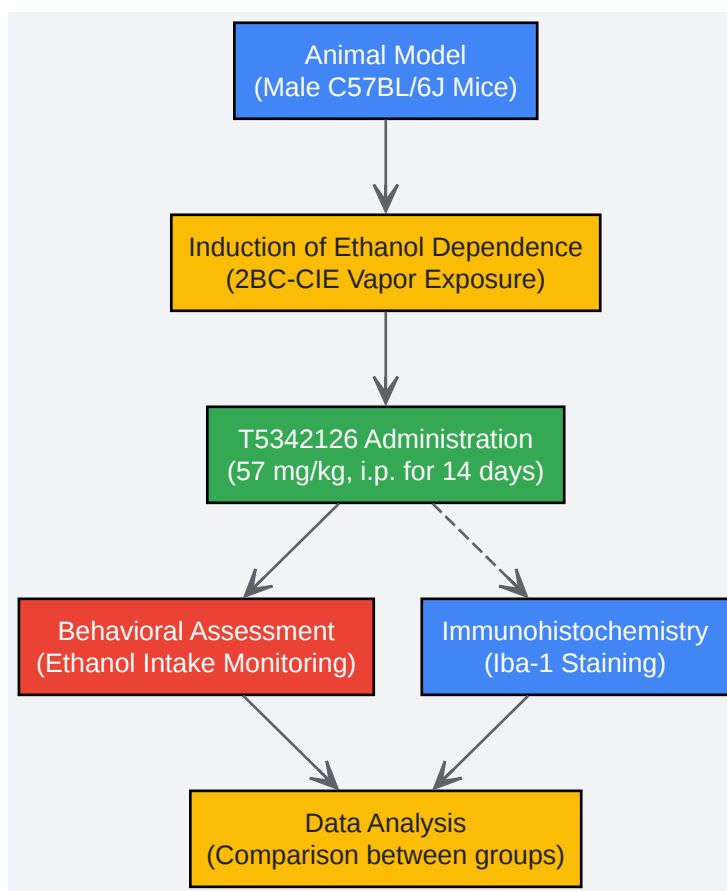 Animal Model
(Male C57BL/6J Mice)
Induction of Ethanol Dependence
(2BC-CIE Vapor Exposure)
T5342126 Administration
(57 mg/kg, i.p. for 14 days)
Behavioral Assessment
(Ethanol Intake Monitoring)
Immunohistochemistry
(Iba-1 Staining)
Data Analysis
(Comparison between groups)